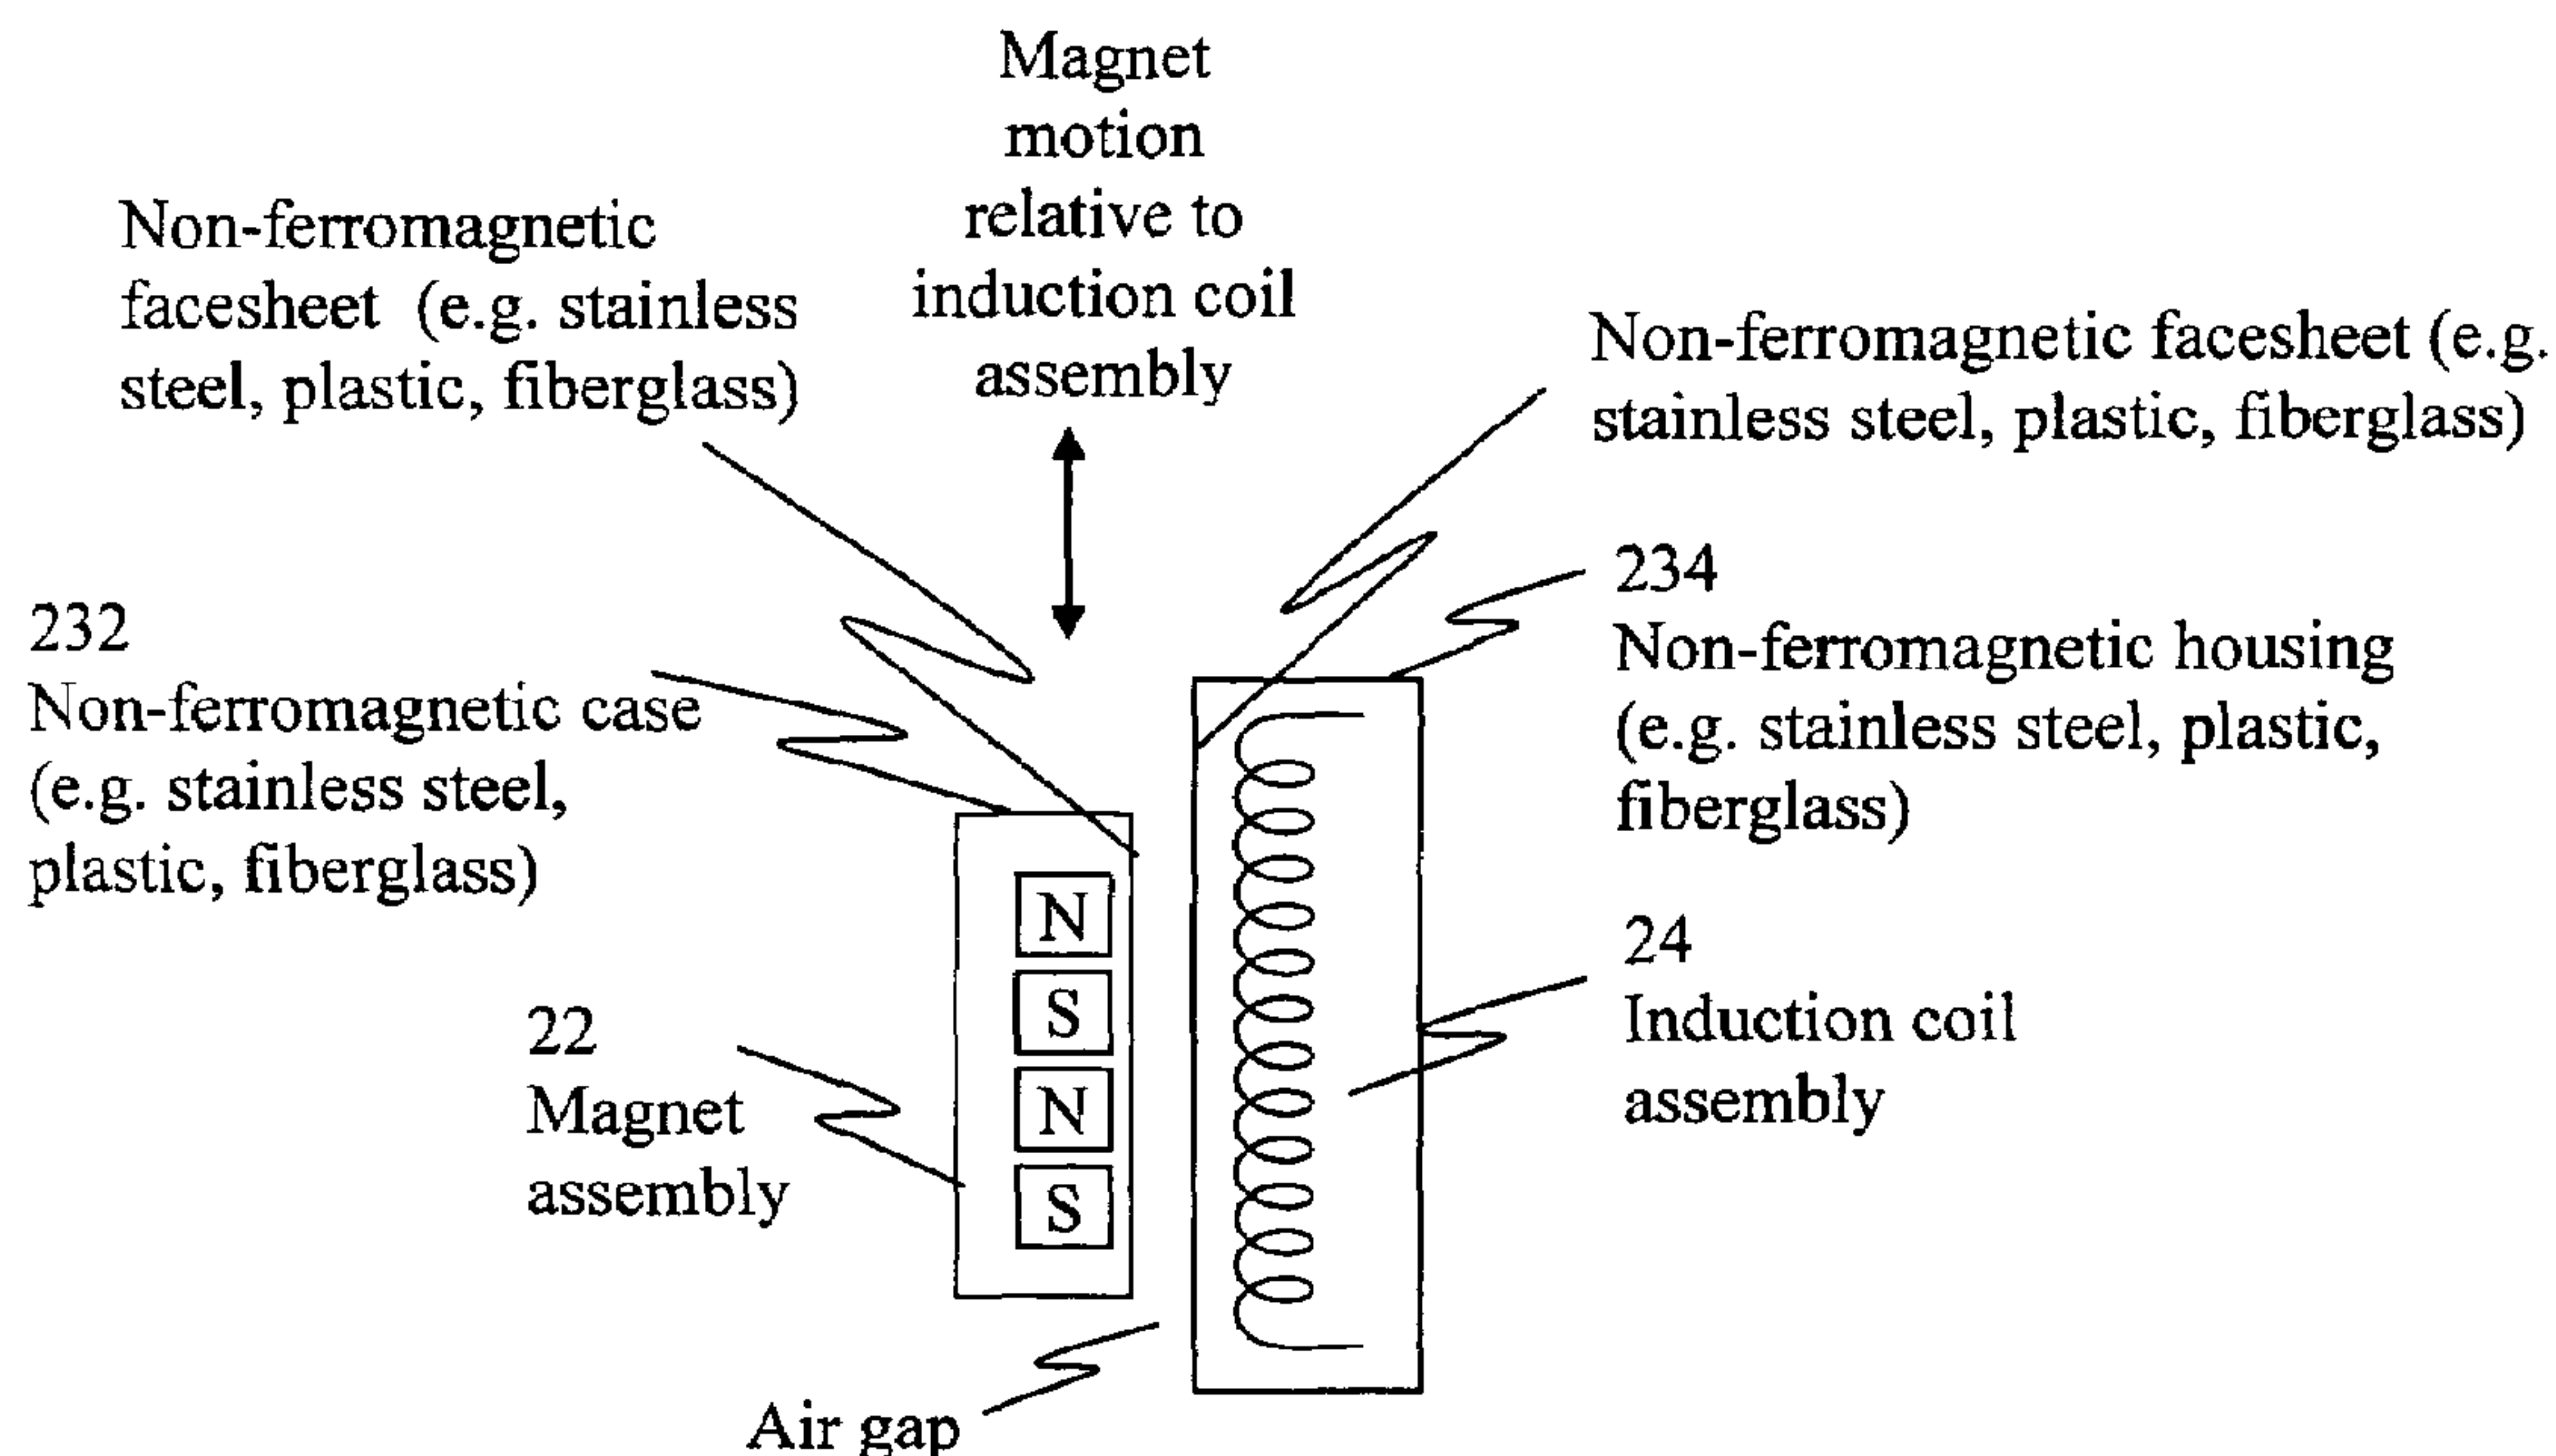 Magnet
motion
relative to
induction coil
assembly
Non-ferromagnetic
facesheet (e.g. stainless
steel, plastic, fiberglass)
Non-ferromagnetic facesheet (e.g.
stainless steel, plastic, fiberglass)
232
Non-ferromagnetic case
(e.g. stainless steel,
plastic, fiberglass)
234
Non-ferromagnetic housing
(e.g. stainless steel, plastic,
fiberglass)
N
S
N
S
22
Magnet
assembly
24
Induction coil
assembly
Air gap